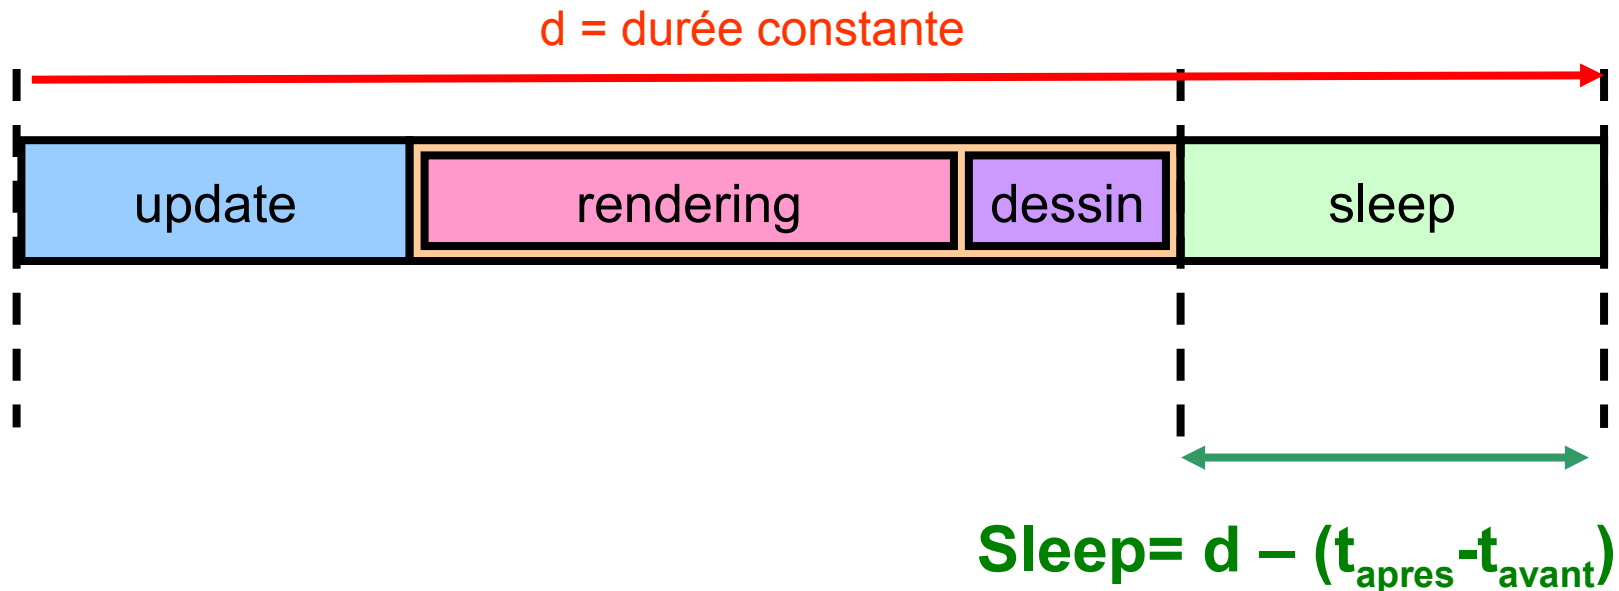 d = durée constante
update rendering dessin sleep
Sleep= d – (tapres-tavant)